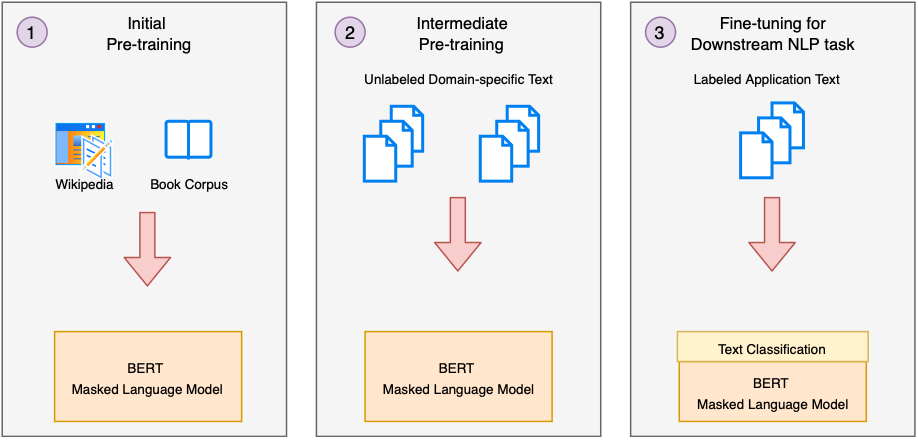 1
Initial
Pre-training
Wikipedia
Book Corpus
BERT
Masked Language Model
2
Intermediate
Pre-training
Unlabeled Domain-specific Text
BERT
Masked Language Model
3
Fine-tuning for
Downstream NLP task
Labeled Application Text
Text Classification
BERT
Masked Language Model